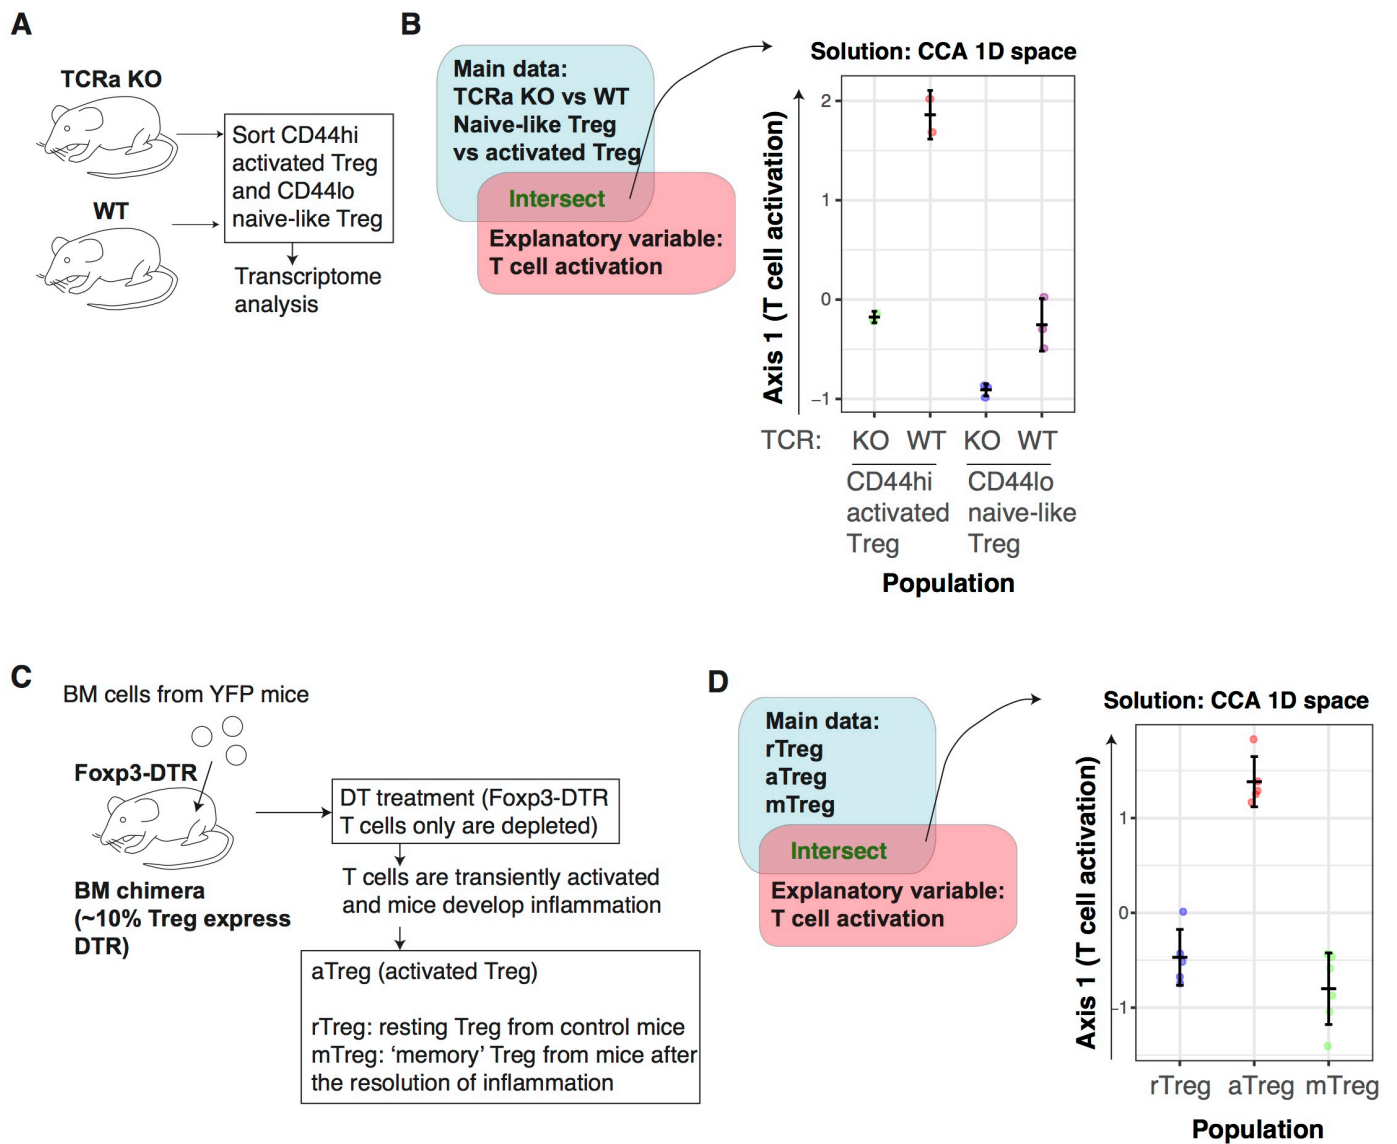 A
TCRa KO
WT
Sort CD44hi
activated Treg
and CD44lo
naive-like Treg
Transcriptome
analysis
B
Main data:
TCRa KO vs WT
Naive-like Treg
vs activated Treg
Intersect
Explanatory variable:
T cell activation
Solution: CCA 1D space
Axis 1 (T cell activation)
2
1
0
−1
TCR: KO WT KO WT
CD44hi
activated
Treg
CD44lo
naive-like
Treg
Population
C
BM cells from YFP mice
Foxp3-DTR
BM chimera
(~10% Treg express
DTR)
DT treatment (Foxp3-DTR
T cells only are depleted)
T cells are transiently activated
and mice develop inflammation
aTreg (activated Treg)
rTreg: resting Treg from control mice
mTreg: ‘memory’ Treg from mice after
the resolution of inflammation
D
Main data:
rTreg
aTreg
mTreg
Intersect
Explanatory variable:
T cell activation
Solution: CCA 1D space
Axis 1 (T cell activation)
1
0
−1
rTreg aTreg mTreg
Population